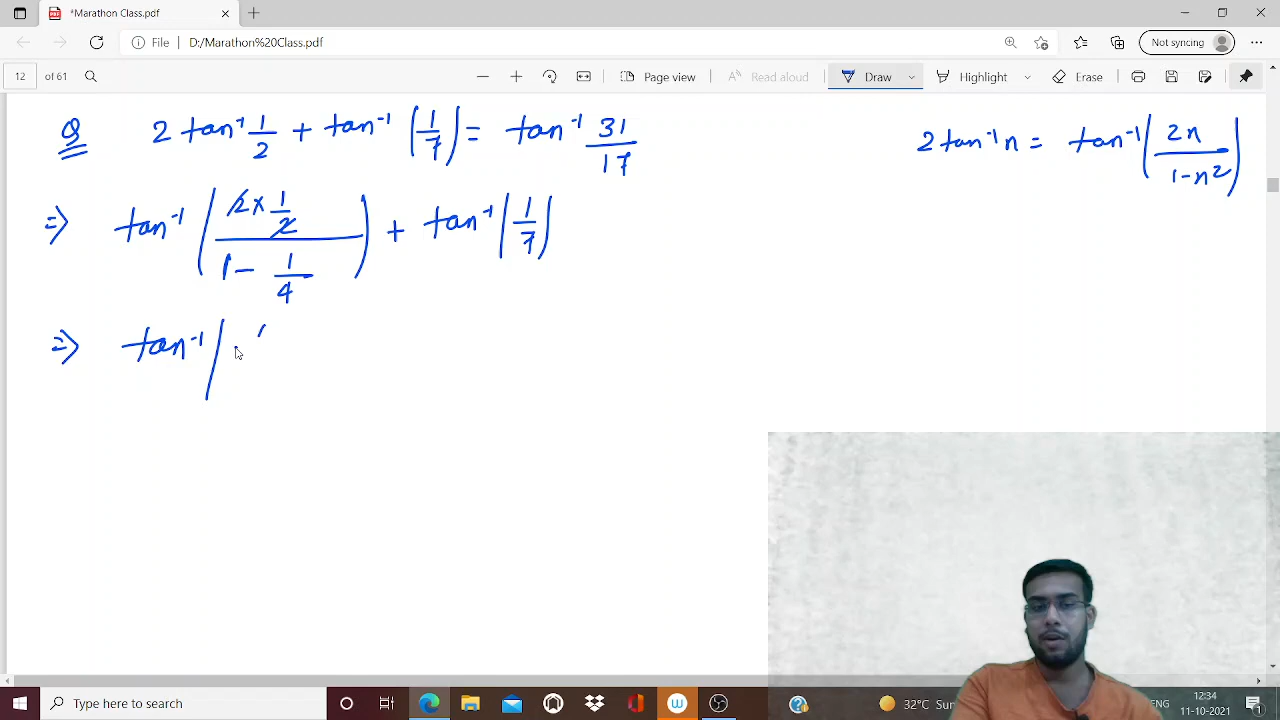 *Marathon Class.pdf
File D:/Marathon%20Class.pdf Not syncing
12 of 61 Page view Read aloud Draw Highlight Erase
Q 2 tan⁻¹ 1/2 + tan⁻¹ (1/7) = tan⁻¹ 31/17
2 tan⁻¹ x = tan⁻¹ (2x / 1-x²)
⇒ tan⁻¹ (2 × 1/2 / 1 - 1/4) + tan⁻¹ (1/7)
⇒ tan⁻¹ (
Type here to search W 32°C Sunny 12:34
11-10-2021